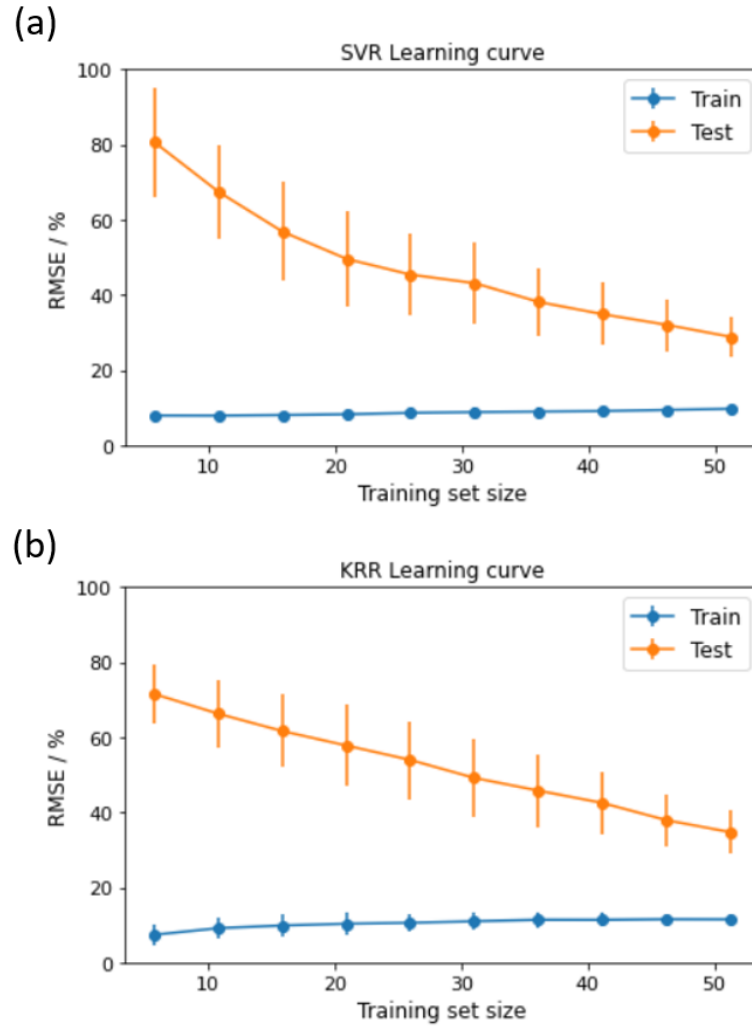 (a)
SVR Learning curve
100
80
60
40
20
0
RMSE / %
Train
Test
10
20
30
40
50
Training set size
(b)
KRR Learning curve
100
80
60
40
20
0
RMSE / %
Train
Test
10
20
30
40
50
Training set size